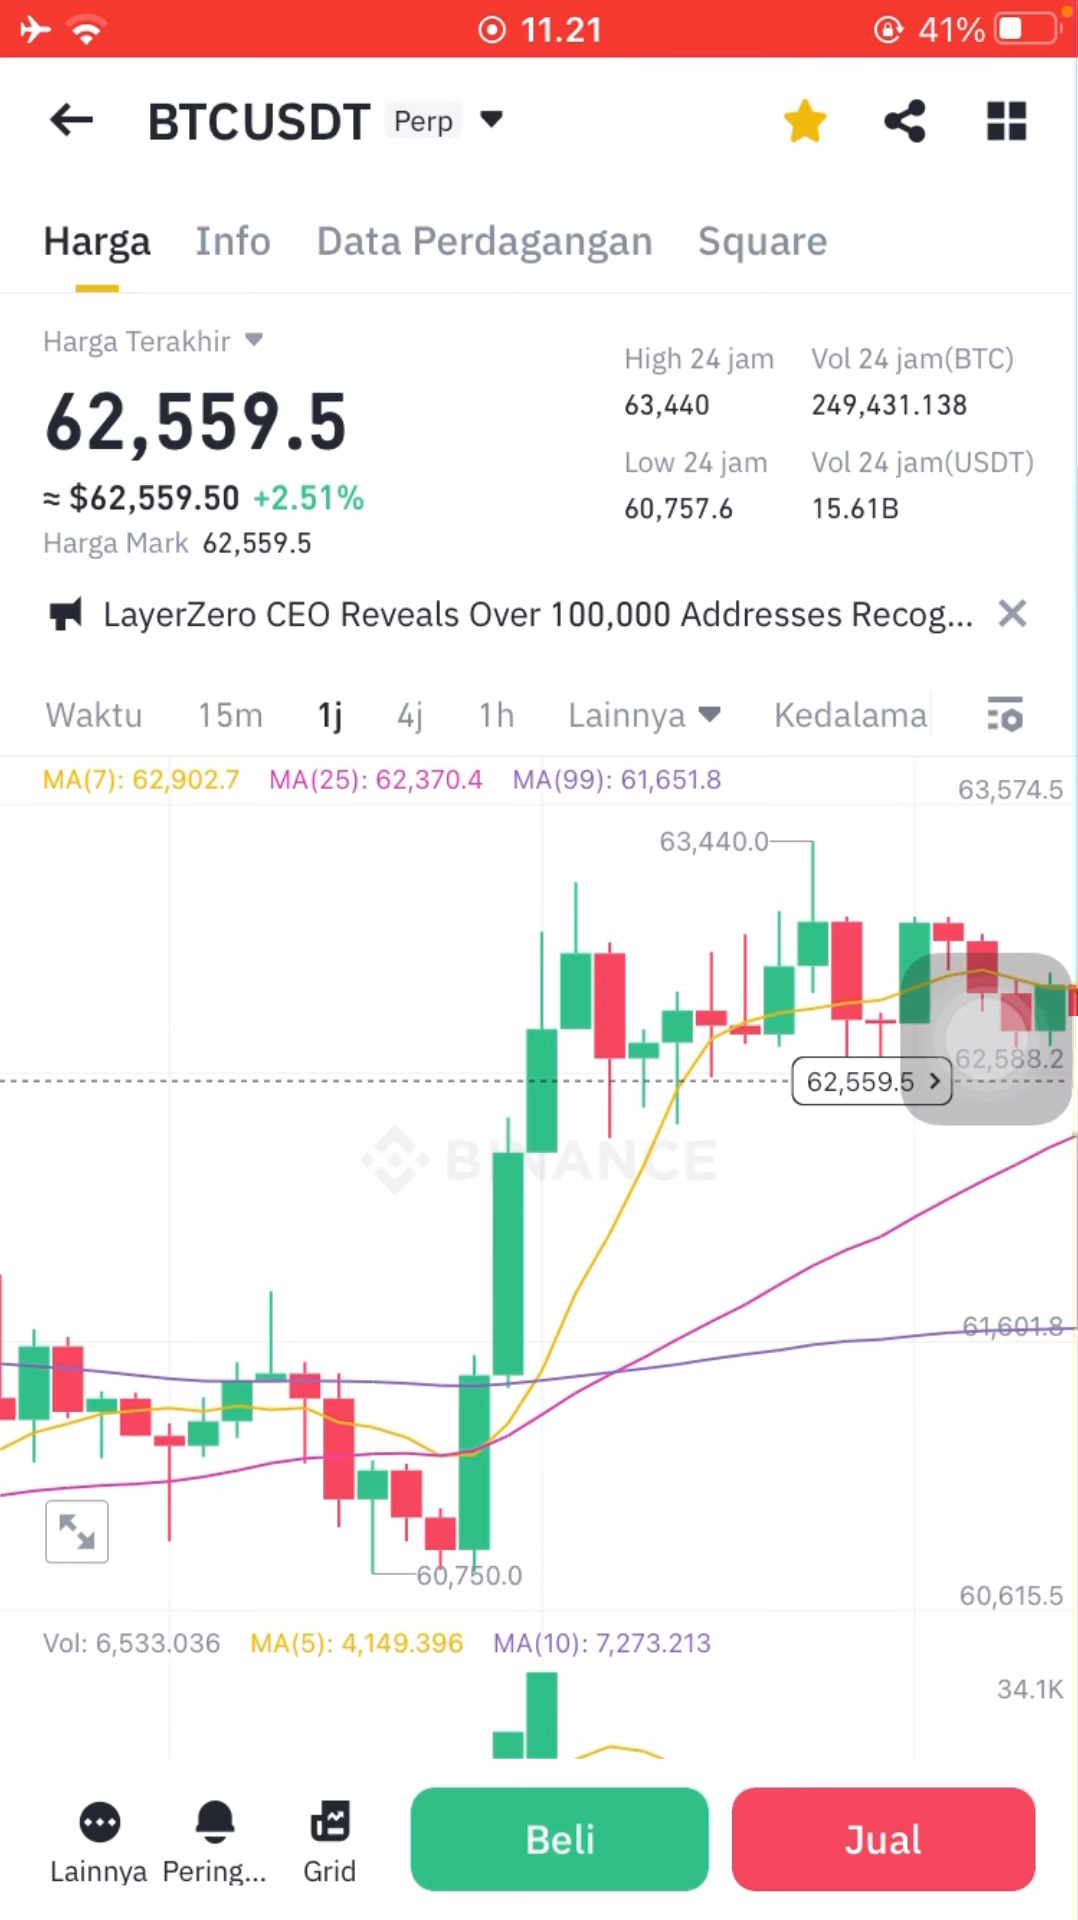 11.21
41%
BTCUSDT Perp
Harga Info Data Perdagangan Square
Harga Terakhir
62,559.5
≈ $62,559.50 +2.51%
Harga Mark 62,559.5
High 24 jam Vol 24 jam(BTC)
63,440 249,431.138
Low 24 jam Vol 24 jam(USDT)
60,757.6 15.61B
LayerZero CEO Reveals Over 100,000 Addresses Recog...
Waktu 15m 1j 4j 1h Lainnya Kedalama
MA(7): 62,902.7 MA(25): 62,370.4 MA(99): 61,651.8
63,574.5
63,440.0
62,588.2
62,559.5
BINANCE
61,601.8
60,750.0
60,615.5
Vol: 6,533.036 MA(5): 4,149.396 MA(10): 7,273.213
34.1K
Lainnya Pering... Grid Beli Jual